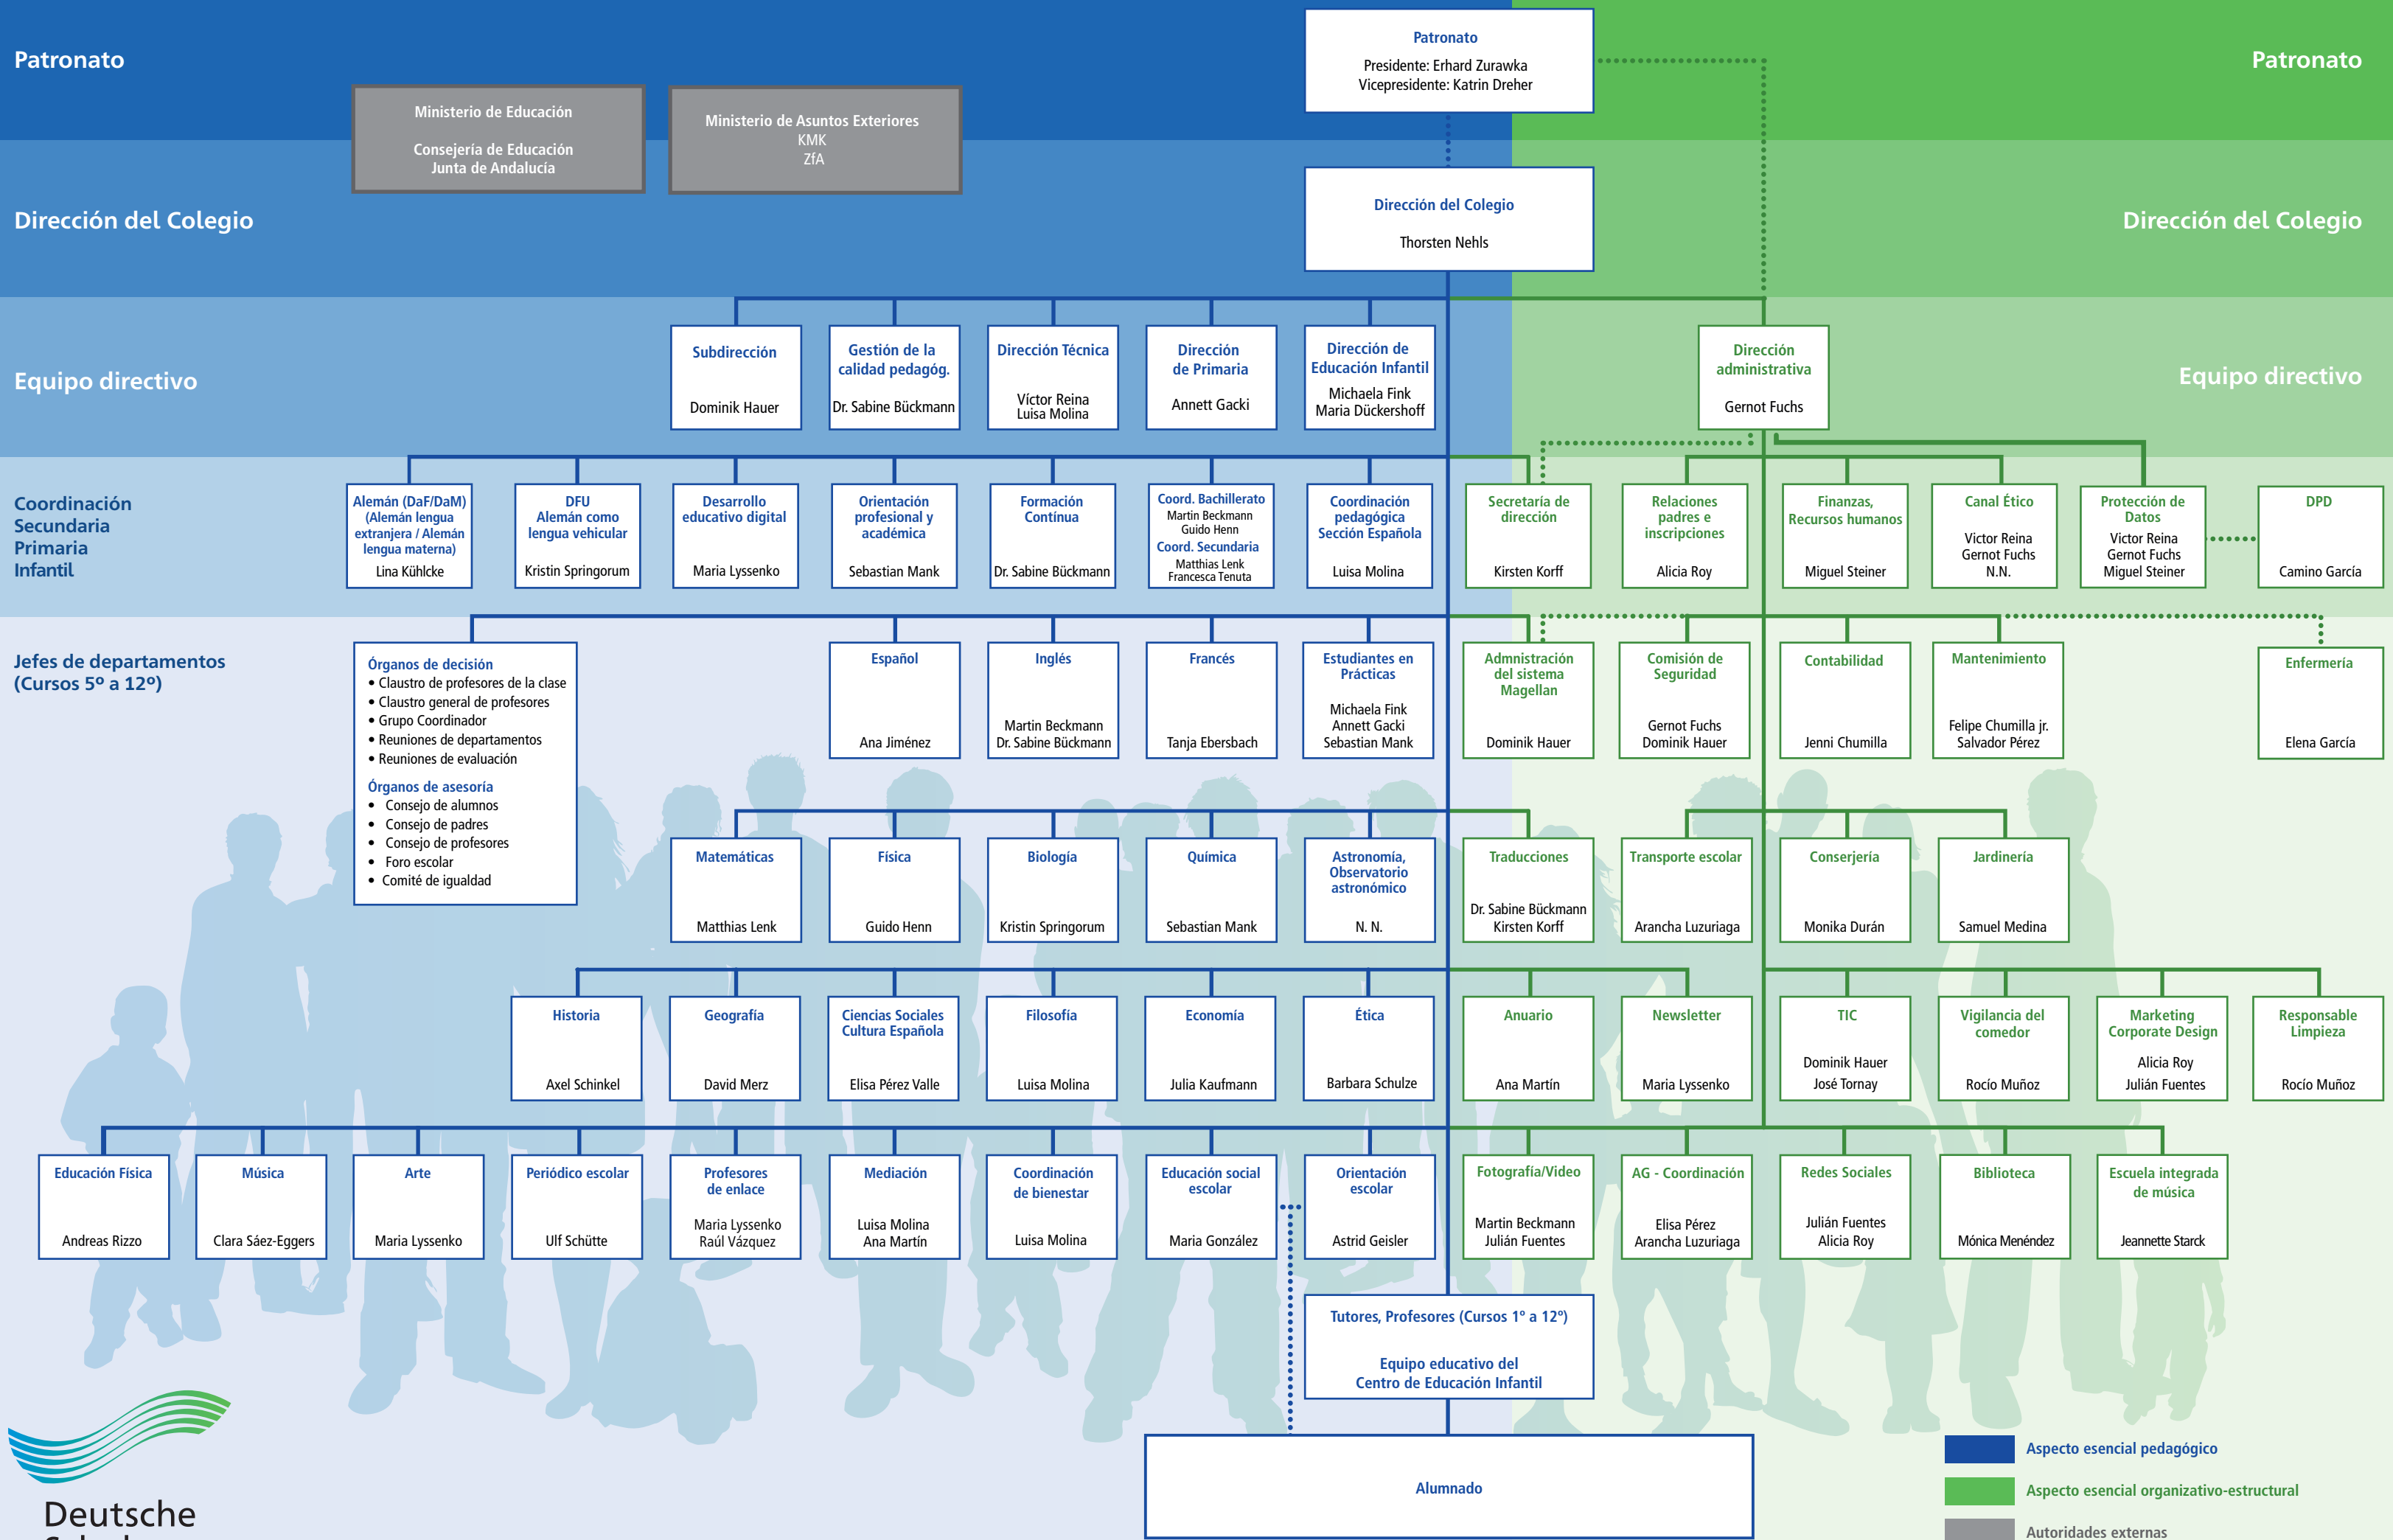 Patronato
Patronato
Presidente: Erhard Zurawka
Vicepresidente: Katrin Dreher
Patronato
Ministerio de Educación
Consejería de Educación
Junta de Andalucía
Ministerio de Asuntos Exteriores
KMK
ZfA
Dirección del Colegio
Dirección del Colegio
Thorsten Nehls
Dirección del Colegio
Equipo directivo
Subdirección
Dominik Hauer
Gestión de la
calidad pedagóg.
Dr. Sabine Bückmann
Dirección Técnica
Víctor Reina
Luisa Molina
Dirección
de Primaria
Annett Gacki
Dirección de
Educación Infantil
Michaela Fink
Maria Dückershoff
Dirección
administrativa
Gernot Fuchs
Equipo directivo
Coordinación
Secundaria
Primaria
Infantil
Alemán (DaF/DaM)
(Alemán lengua
extranjera / Alemán
lengua materna)
Lina Kühlcke
DFU
Alemán como
lengua vehicular
Kristin Springorum
Desarrollo
educativo digital
Maria Lyssenko
Orientación
profesional y
académica
Sebastian Mank
Formación
Contínua
Dr. Sabine Bückmann
Coord. Bachillerato
Martin Beckmann
Guido Henn
Coord. Secundaria
Matthias Lenk
Francesca Tenuta
Coordinación
pedagógica
Sección Española
Luisa Molina
Secretaría de
dirección
Kirsten Korff
Relaciones
padres e
inscripciones
Alicia Roy
Finanzas,
Recursos humanos
Miguel Steiner
Canal Ético
Victor Reina
Gernot Fuchs
N.N.
Protección de
Datos
Victor Reina
Gernot Fuchs
Miguel Steiner
DPD
Camino García
Jefes de departamentos
(Cursos 5º a 12º)
Órganos de decisión
• Claustro de profesores de la clase
• Claustro general de profesores
• Grupo Coordinador
• Reuniones de departamentos
• Reuniones de evaluación
Órganos de asesoría
• Consejo de alumnos
• Consejo de padres
• Consejo de profesores
• Foro escolar
• Comité de igualdad
Español
Ana Jiménez
Inglés
Martin Beckmann
Dr. Sabine Bückmann
Francés
Tanja Ebersbach
Estudiantes en
Prácticas
Michaela Fink
Annett Gacki
Sebastian Mank
Admnistración
del sistema
Magellan
Dominik Hauer
Comisión de
Seguridad
Gernot Fuchs
Dominik Hauer
Contabilidad
Jenni Chumilla
Mantenimiento
Felipe Chumilla jr.
Salvador Pérez
Enfermería
Elena García
Matemáticas
Matthias Lenk
Física
Guido Henn
Biología
Kristin Springorum
Química
Sebastian Mank
Astronomía,
Observatorio
astronómico
N. N.
Traducciones
Dr. Sabine Bückmann
Kirsten Korff
Transporte escolar
Arancha Luzuriaga
Conserjería
Monika Durán
Jardinería
Samuel Medina
Historia
Axel Schinkel
Geografía
David Merz
Ciencias Sociales
Cultura Española
Elisa Pérez Valle
Filosofía
Luisa Molina
Economía
Julia Kaufmann
Ética
Barbara Schulze
Anuario
Ana Martín
Newsletter
Maria Lyssenko
TIC
Dominik Hauer
José Tornay
Vigilancia del
comedor
Rocío Muñoz
Marketing
Corporate Design
Alicia Roy
Julián Fuentes
Responsable
Limpieza
Rocío Muñoz
Educación Física
Andreas Rizzo
Música
Clara Sáez-Eggers
Arte
Maria Lyssenko
Periódico escolar
Ulf Schütte
Profesores
de enlace
Maria Lyssenko
Raúl Vázquez
Mediación
Luisa Molina
Ana Martín
Coordinación
de bienestar
Luisa Molina
Educación social
escolar
Maria González
Orientación
escolar
Astrid Geisler
Fotografía/Video
Martin Beckmann
Julián Fuentes
AG - Coordinación
Elisa Pérez
Arancha Luzuriaga
Redes Sociales
Julián Fuentes
Alicia Roy
Biblioteca
Mónica Menéndez
Escuela integrada
de música
Jeannette Starck
Tutores, Profesores (Cursos 1º a 12º)
Equipo educativo del
Centro de Educación Infantil
Alumnado
Aspecto esencial pedagógico
Aspecto esencial organizativo-estructural
Autoridades externas
Deutsche